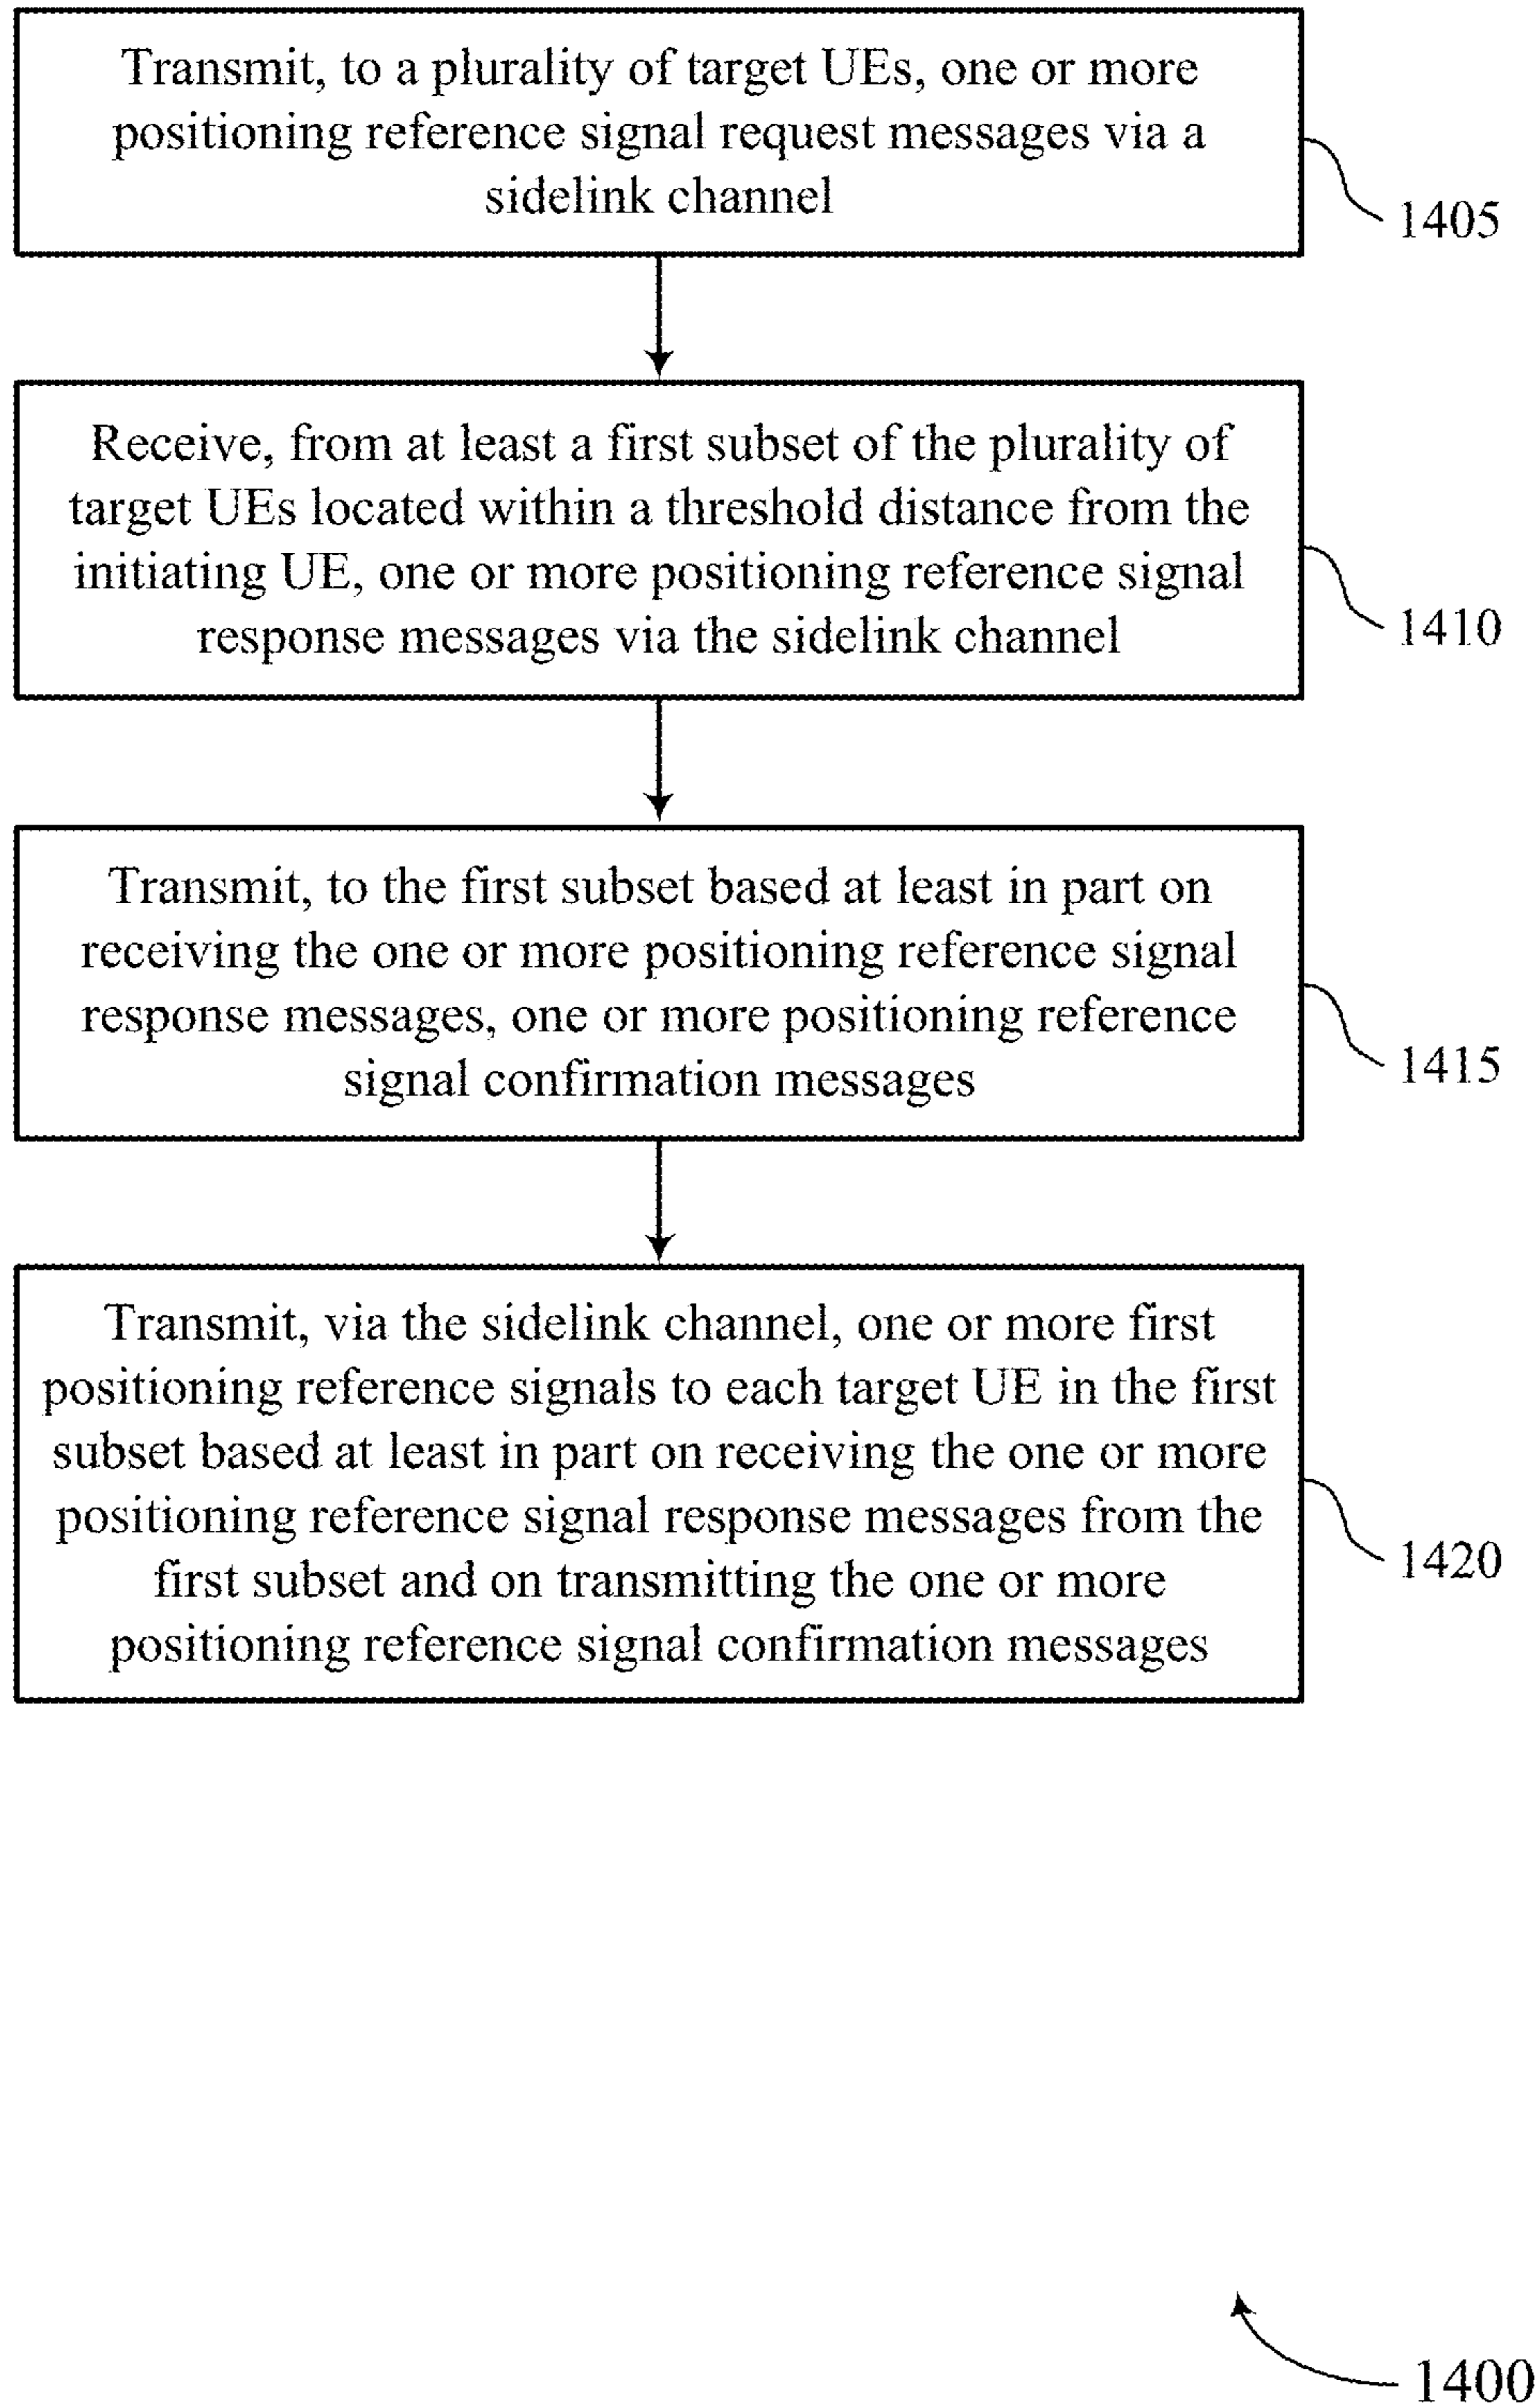 Transmit, to a plurality of target UEs, one or more
positioning reference signal request messages via a
sidelink channel
1405
Receive, from at least a first subset of the plurality of
target UEs located within a threshold distance from the
initiating UE, one or more positioning reference signal
response messages via the sidelink channel
1410
Transmit, to the first subset based at least in part on
receiving the one or more positioning reference signal
response messages, one or more positioning reference
signal confirmation messages
1415
Transmit, via the sidelink channel, one or more first
positioning reference signals to each target UE in the first
subset based at least in part on receiving the one or more
positioning reference signal response messages from the
first subset and on transmitting the one or more
positioning reference signal confirmation messages
1420
1400